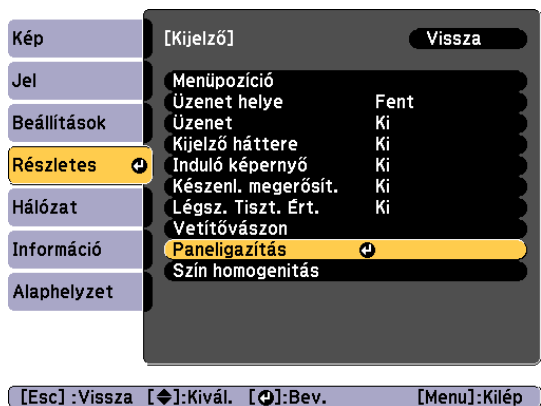 Kép
Jel
Beállítások
Részletes
Hálózat
Információ
Alaphelyzet
[Kijelző] Vissza
Menüpozíció
Üzenet helye Fent
Üzenet Ki
Kijelző háttere Ki
Induló képernyő Ki
Készenl. megerősít. Ki
Légsz. Tiszt. Ért. Ki
Vetítővászon
Paneligazítás
Szín homogenitás
[Esc] :Vissza [◆]:Kivál. [⏎]:Bev. [Menu]:Kilép